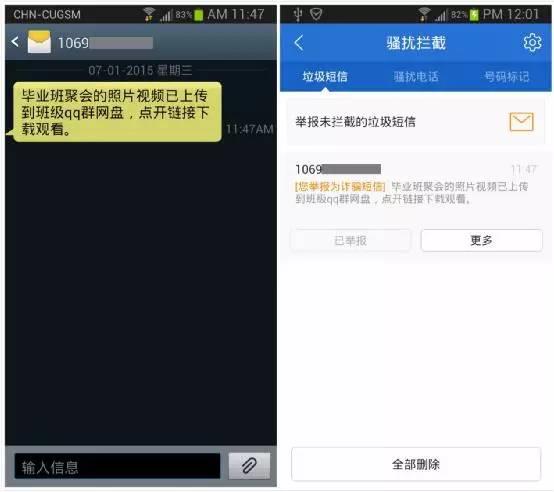 CHN-CUGSM 83% AM 11:47
1069
07-01-2015 星期三
毕业班聚会的照片视频已上传
到班级qq群网盘，点开链接下
载观看。
11:47AM
输入信息
82% PM 12:01
骚扰拦截
垃圾短信 骚扰电话 号码标记
举报未拦截的垃圾短信
1069 11:47
[您举报为诈骗短信] 毕业班聚会的照片视频已上传
到班级qq群网盘，点开链接下载观看。
已举报 更多
全部删除